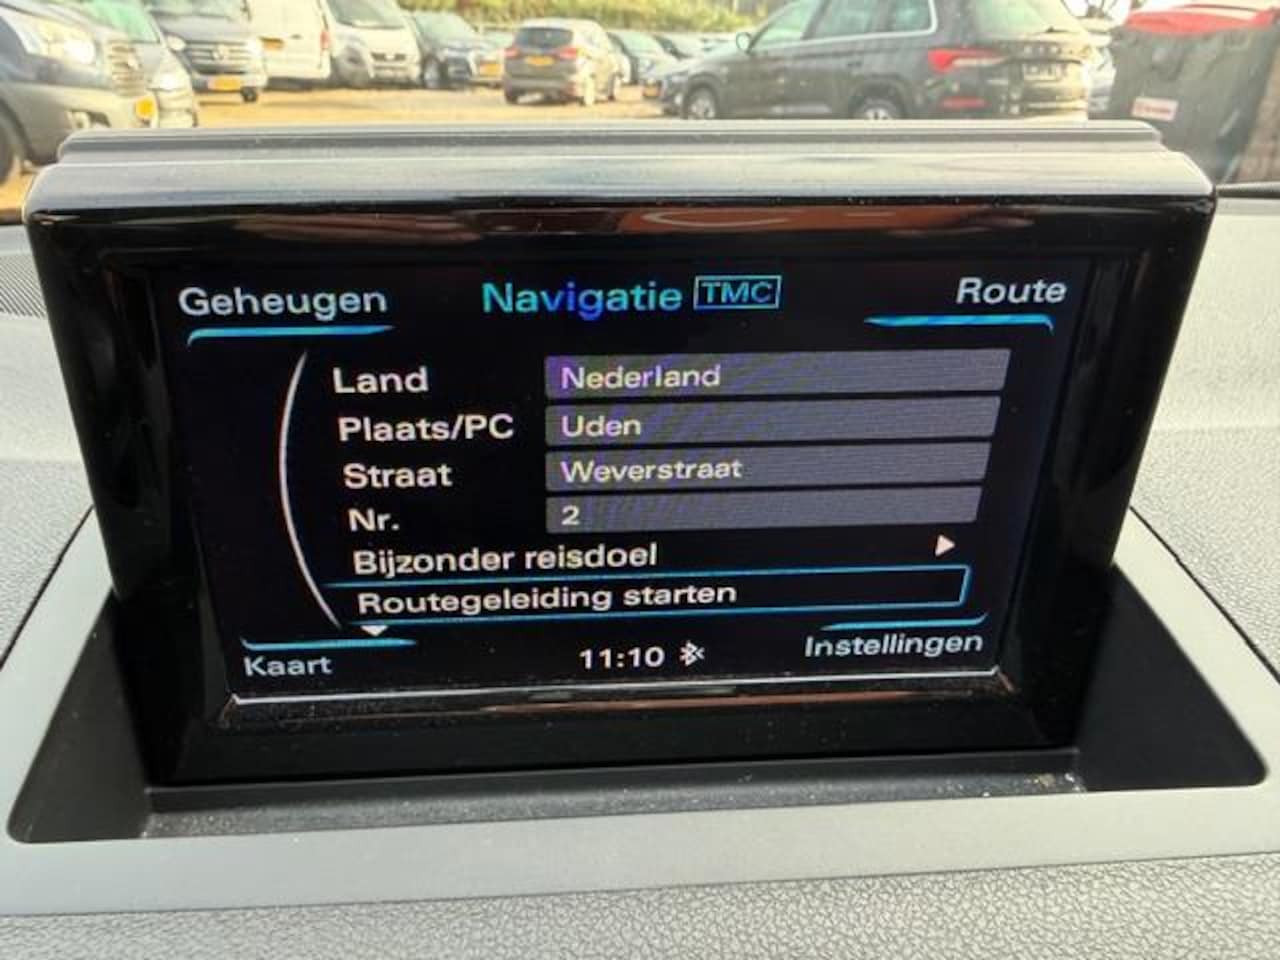 Geheugen Navigatie TMC Route
Land Nederland
Plaats/PC Uden
Straat Weverstraat
Nr. 2
Bijzonder reisdoel
Routegeleiding starten
Kaart 11:10 Instellingen